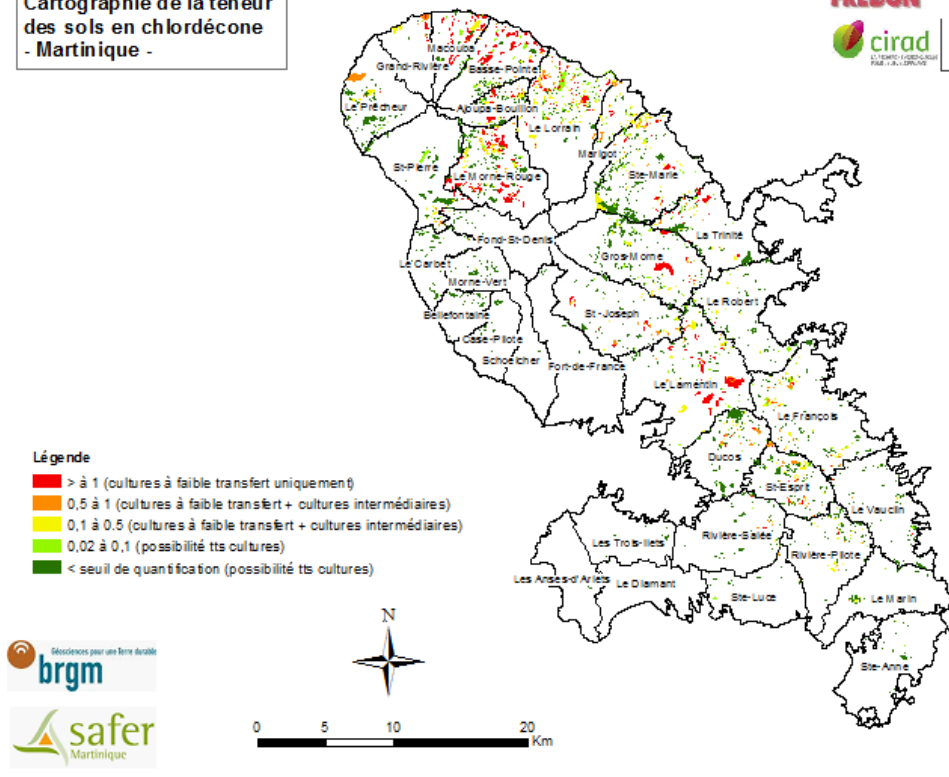 Cartographie de la teneur
des sols en chlordécone
- Martinique -
FREDON
cirad
Macouba
Grand-Rivière
Basse-Pointe
Le Prêcheur
Ajoupa-Bouillon
Le Lorrain
Marigot
St-Pierre
Le Morne-Rouge
Ste-Marie
La Trinité
Fond-St-Denis
Gros-Morne
Le Carbet
Morne-Vert
Le Robert
Bellefontaine
St-Joseph
Case-Pilote
Schoelcher
Fort-de-France
Le Lamentin
Le François
Ducos
St-Esprit
Le Vauclin
Rivière-Salée
Les Trois-Ilets
Rivière-Pilote
Les Anses-d'Arlets
Le Diamant
Ste-Luce
Le Marin
Ste-Anne
Légende
> à 1 (cultures à faible transfert uniquement)
0,5 à 1 (cultures à faible transfert + cultures intermédiaires)
0,1 à 0.5 (cultures à faible transfert + cultures intermédiaires)
0,02 à 0,1 (possibilité tts cultures)
< seuil de quantification (possibilité tts cultures)
N
Géosciences pour une Terre durable
brgm
safer
Martinique
0 5 10 20
Km